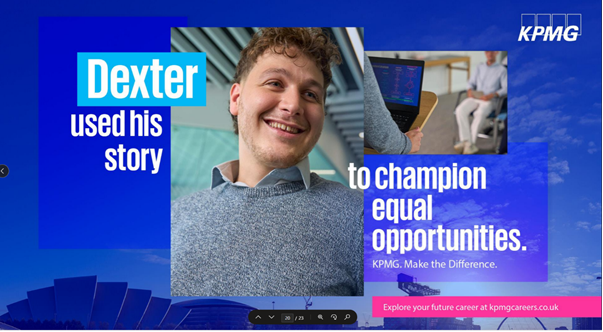 KPMG
Dexter
used his
story
to champion
equal
opportunities.
KPMG. Make the Difference.
Explore your future career at kpmgcareers.co.uk
20 / 25